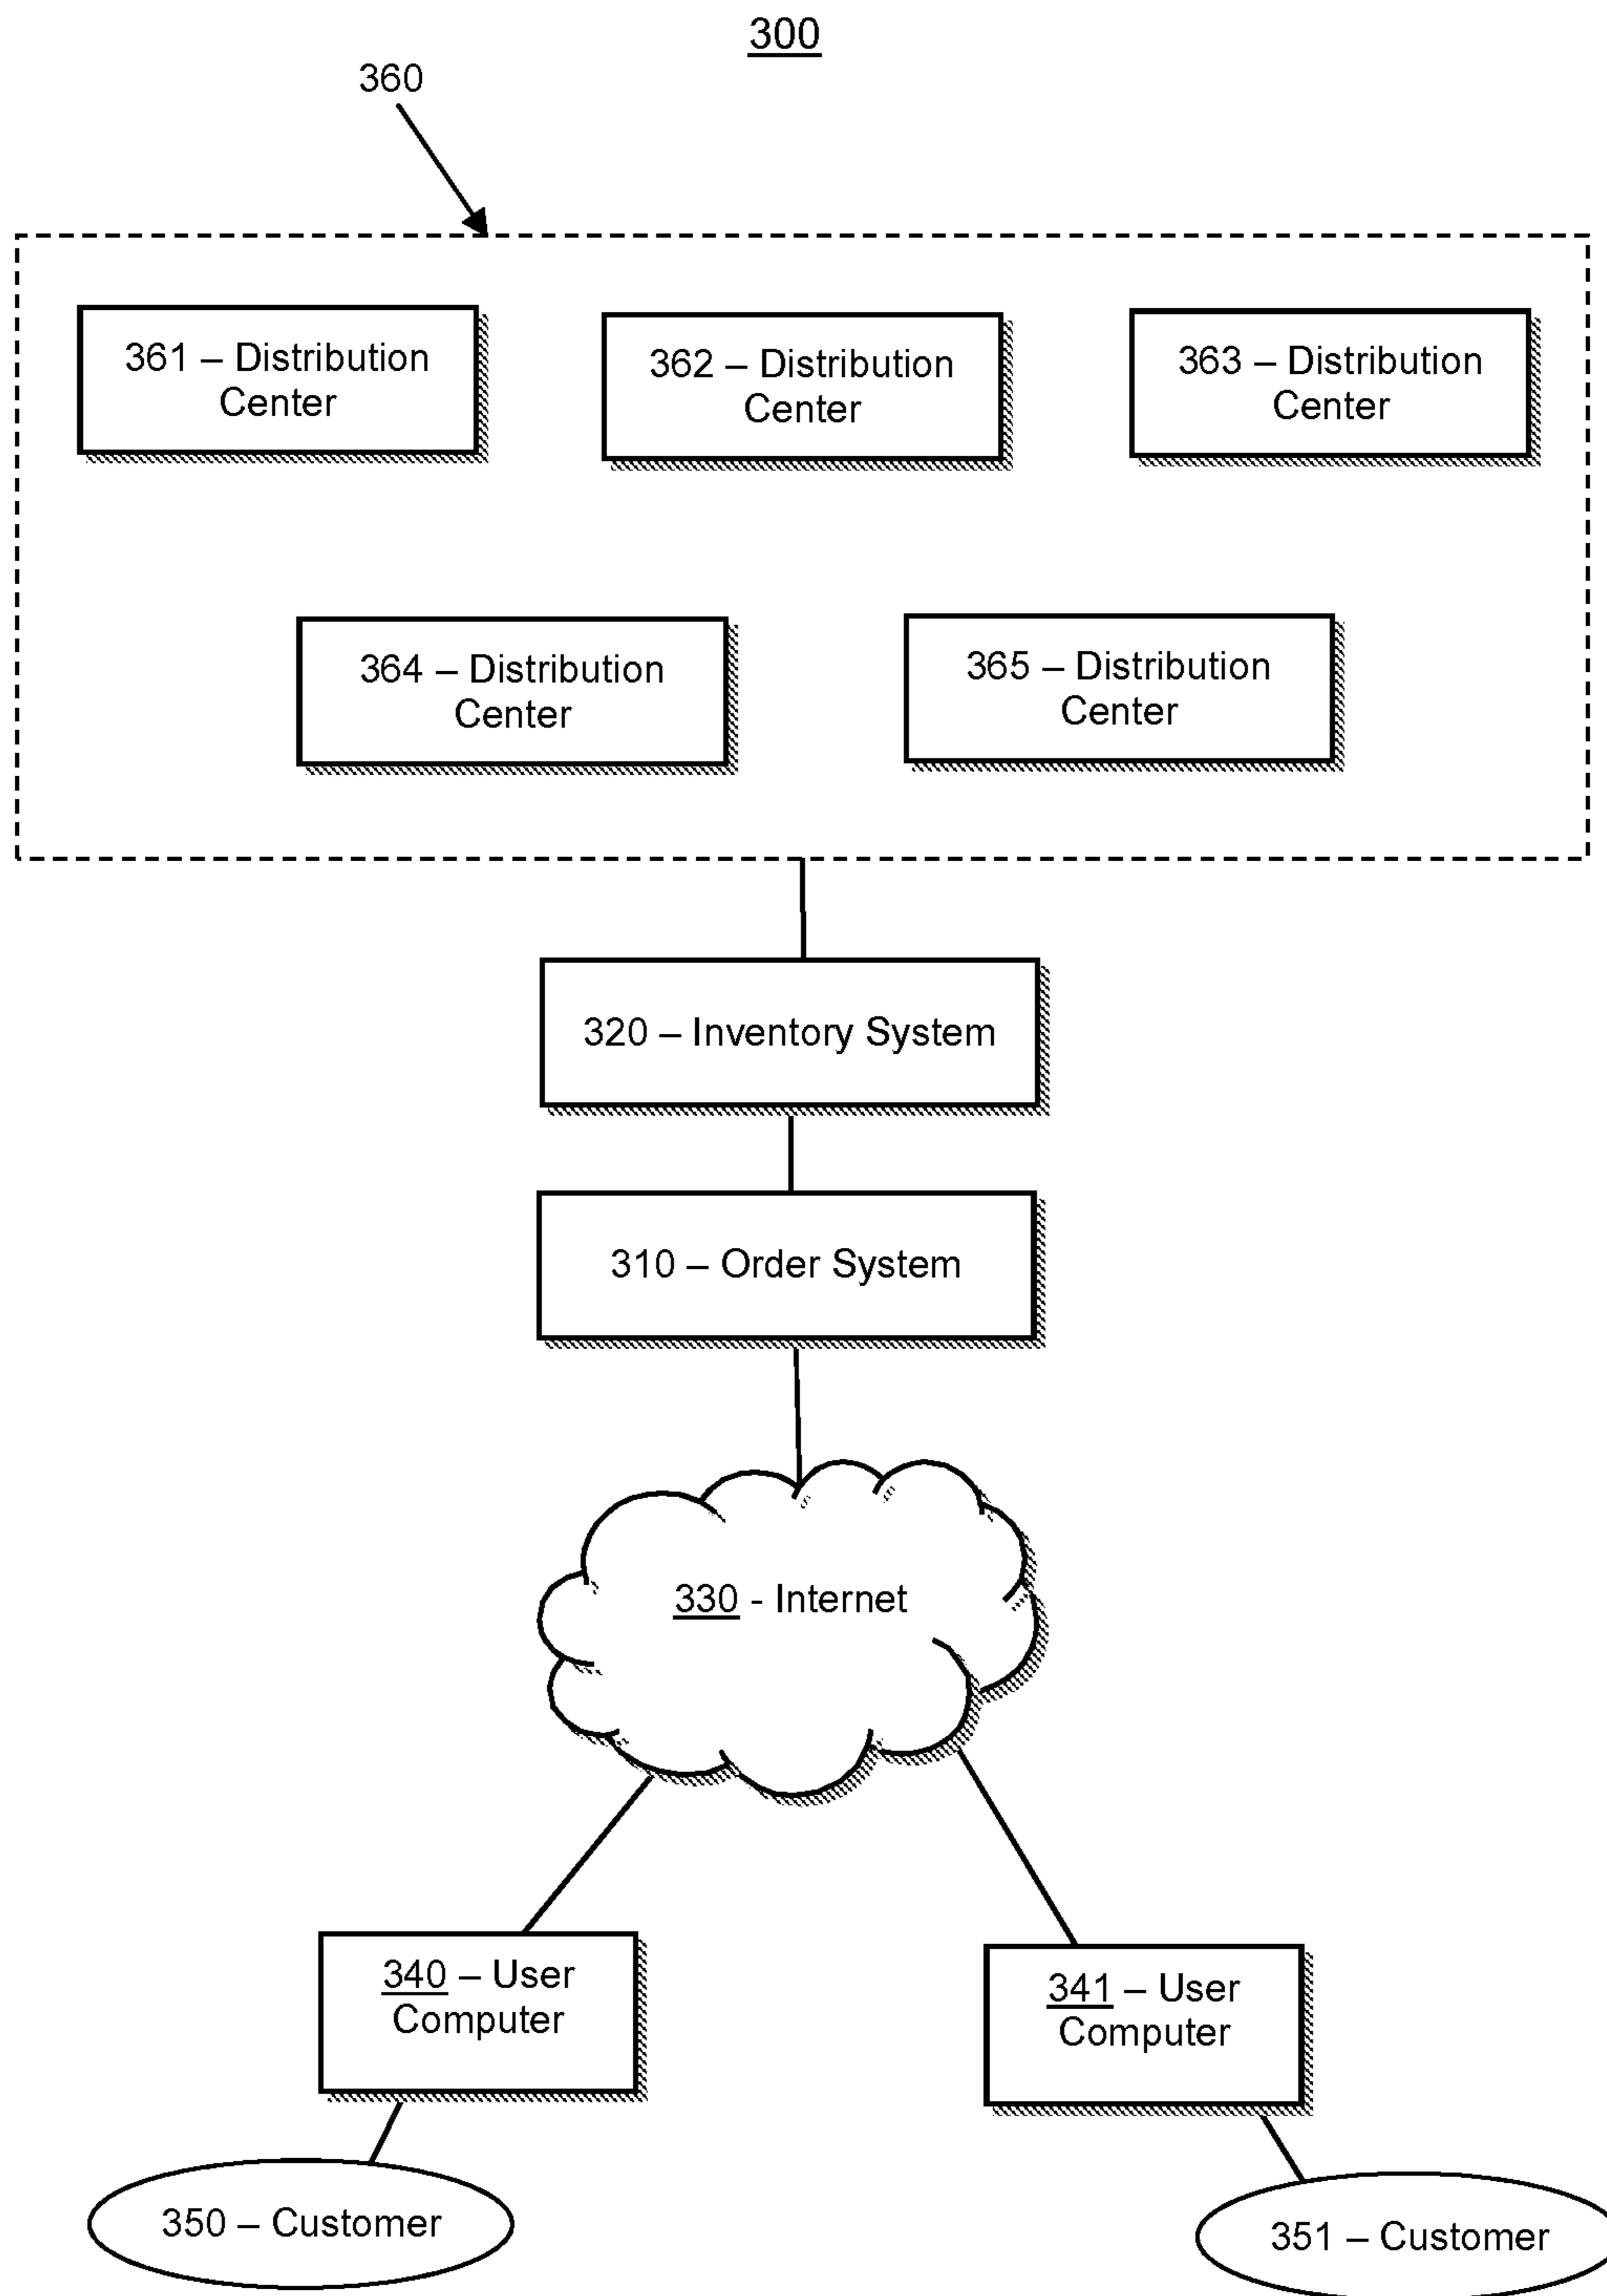 300
360
361 – Distribution
Center
362 – Distribution
Center
363 – Distribution
Center
364 – Distribution
Center
365 – Distribution
Center
320 – Inventory System
310 – Order System
330 - Internet
340 – User
Computer
341 – User
Computer
350 – Customer
351 – Customer